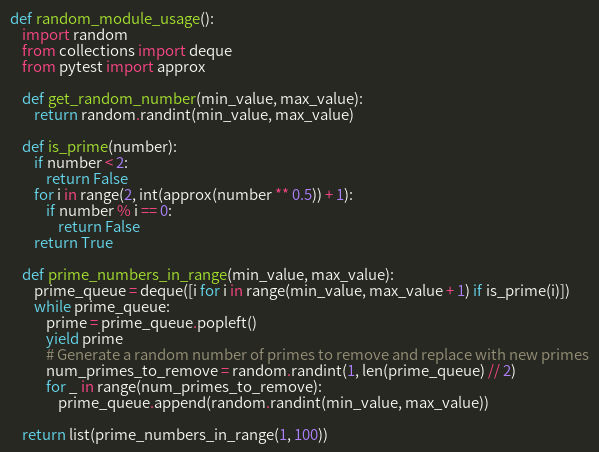 def random_module_usage():
    import random
    from collections import deque
    from pytest import approx

    def get_random_number(min_value, max_value):
        return random.randint(min_value, max_value)

    def is_prime(number):
        if number < 2:
            return False
        for i in range(2, int(approx(number ** 0.5)) + 1):
            if number % i == 0:
                return False
        return True

    def prime_numbers_in_range(min_value, max_value):
        prime_queue = deque([i for i in range(min_value, max_value + 1) if is_prime(i)])
        while prime_queue:
            prime = prime_queue.popleft()
            yield prime
            # Generate a random number of primes to remove and replace with new primes
            num_primes_to_remove = random.randint(1, len(prime_queue) // 2)
            for _ in range(num_primes_to_remove):
                prime_queue.append(random.randint(min_value, max_value))

    return list(prime_numbers_in_range(1, 100))